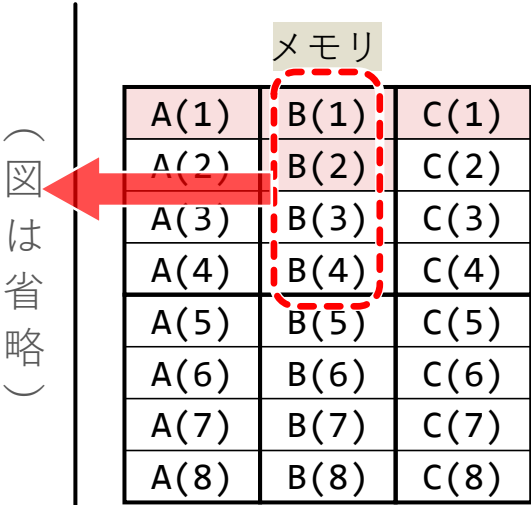 メモリ
（図は省略）
A(1) B(1) C(1)
A(2) B(2) C(2)
A(3) B(3) C(3)
A(4) B(4) C(4)
A(5) B(5) C(5)
A(6) B(6) C(6)
A(7) B(7) C(7)
A(8) B(8) C(8)